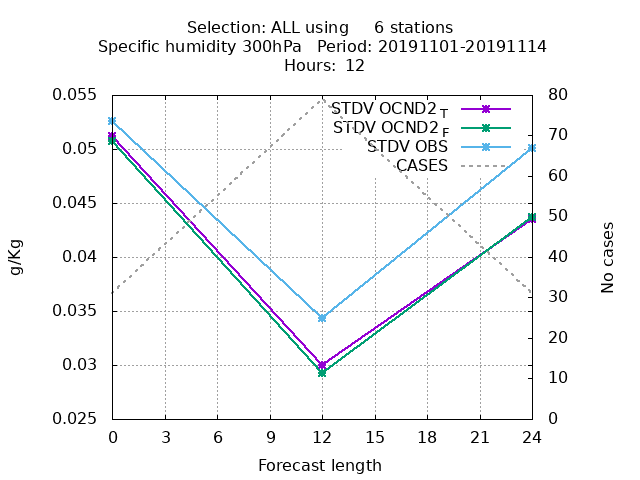 Selection: ALL using 6 stations
Specific humidity 300hPa Period: 20191101-20191114
Hours: 12
STDV OCND2 T
STDV OCND2 F
STDV OBS
CASES
0.055
0.05
0.045
0.04
0.035
0.03
0.025
g/Kg
80
70
60
50
40
30
20
10
0
No cases
0 3 6 9 12 15 18 21 24
Forecast length